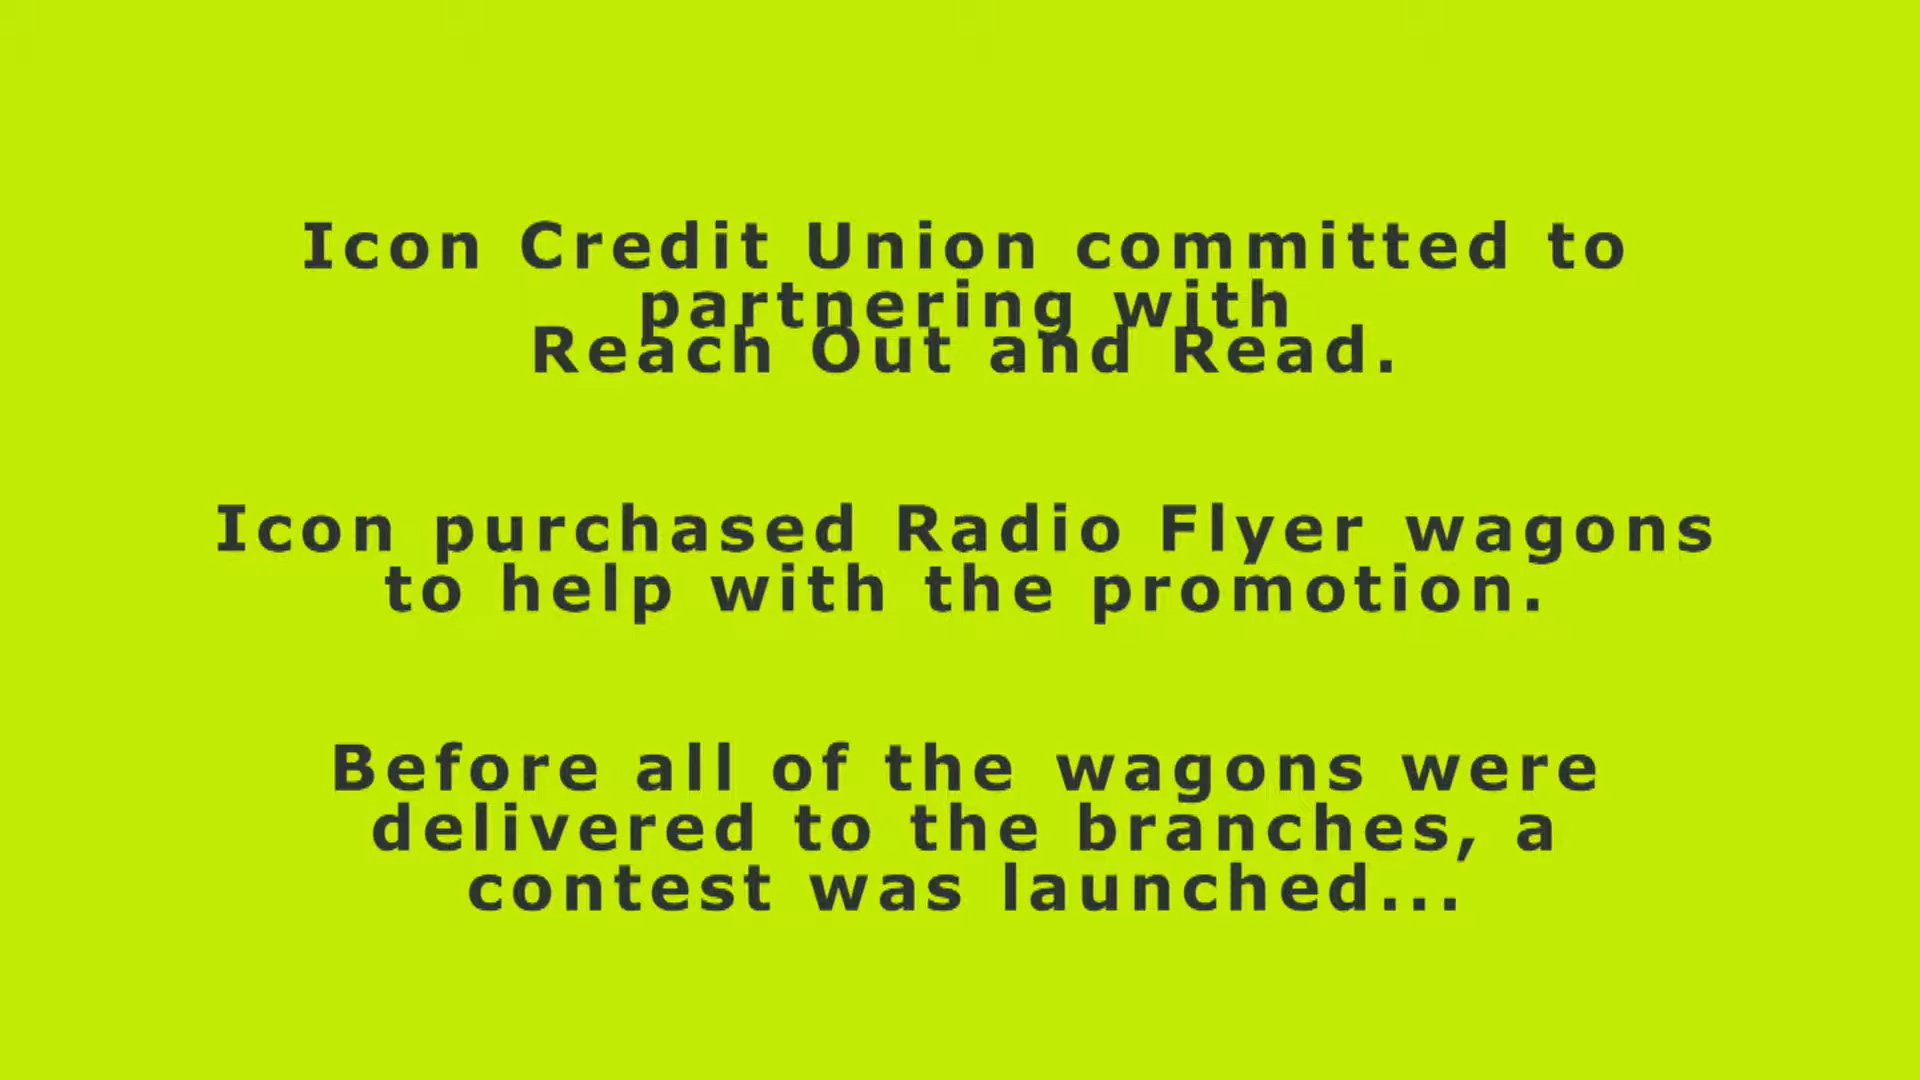 Icon Credit Union committed to
partnering with
Reach Out and Read.
Icon purchased Radio Flyer wagons
to help with the promotion.
Before all of the wagons were
delivered to the branches, a
contest was launched...